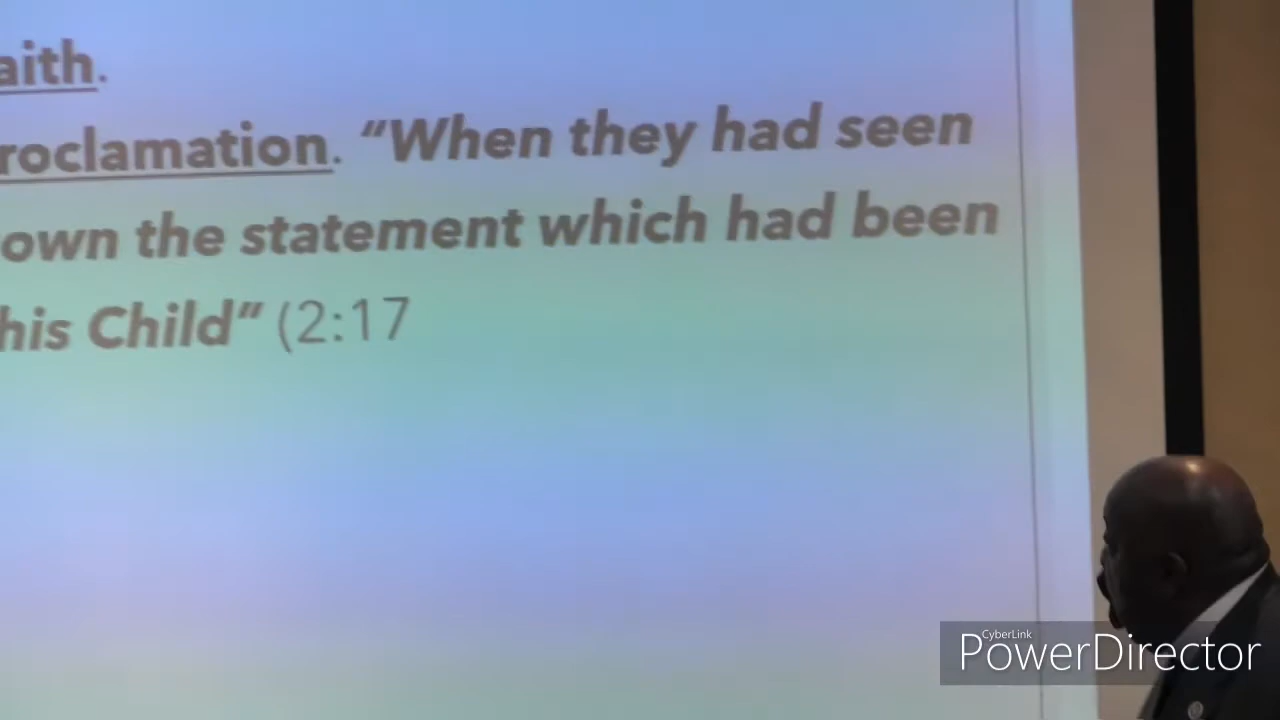 aith.
roclamation. “When they had seen
own the statement which had been
his Child” (2:17
CyberLink
PowerDirector